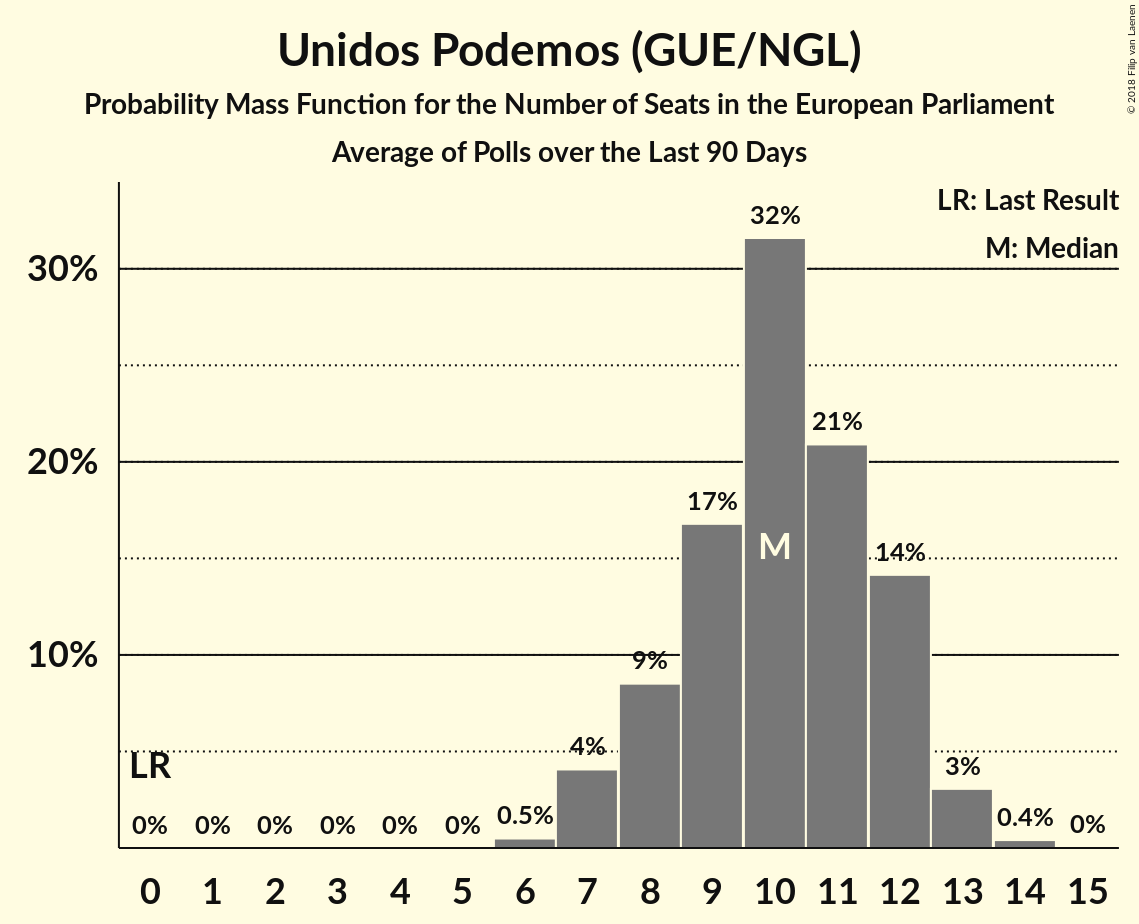 Unidos Podemos (GUE/NGL)
Probability Mass Function for the Number of Seats in the European Parliament
Average of Polls over the Last 90 Days
© 2018 Filip van Laenen
LR: Last Result
M: Median
32%
30%
21%
20%
17%
M
14%
10%
9%
4%
LR
3%
0% 0% 0% 0% 0% 0% 0.5% 0.4% 0%
0 1 2 3 4 5 6 7 8 9 10 11 12 13 14 15